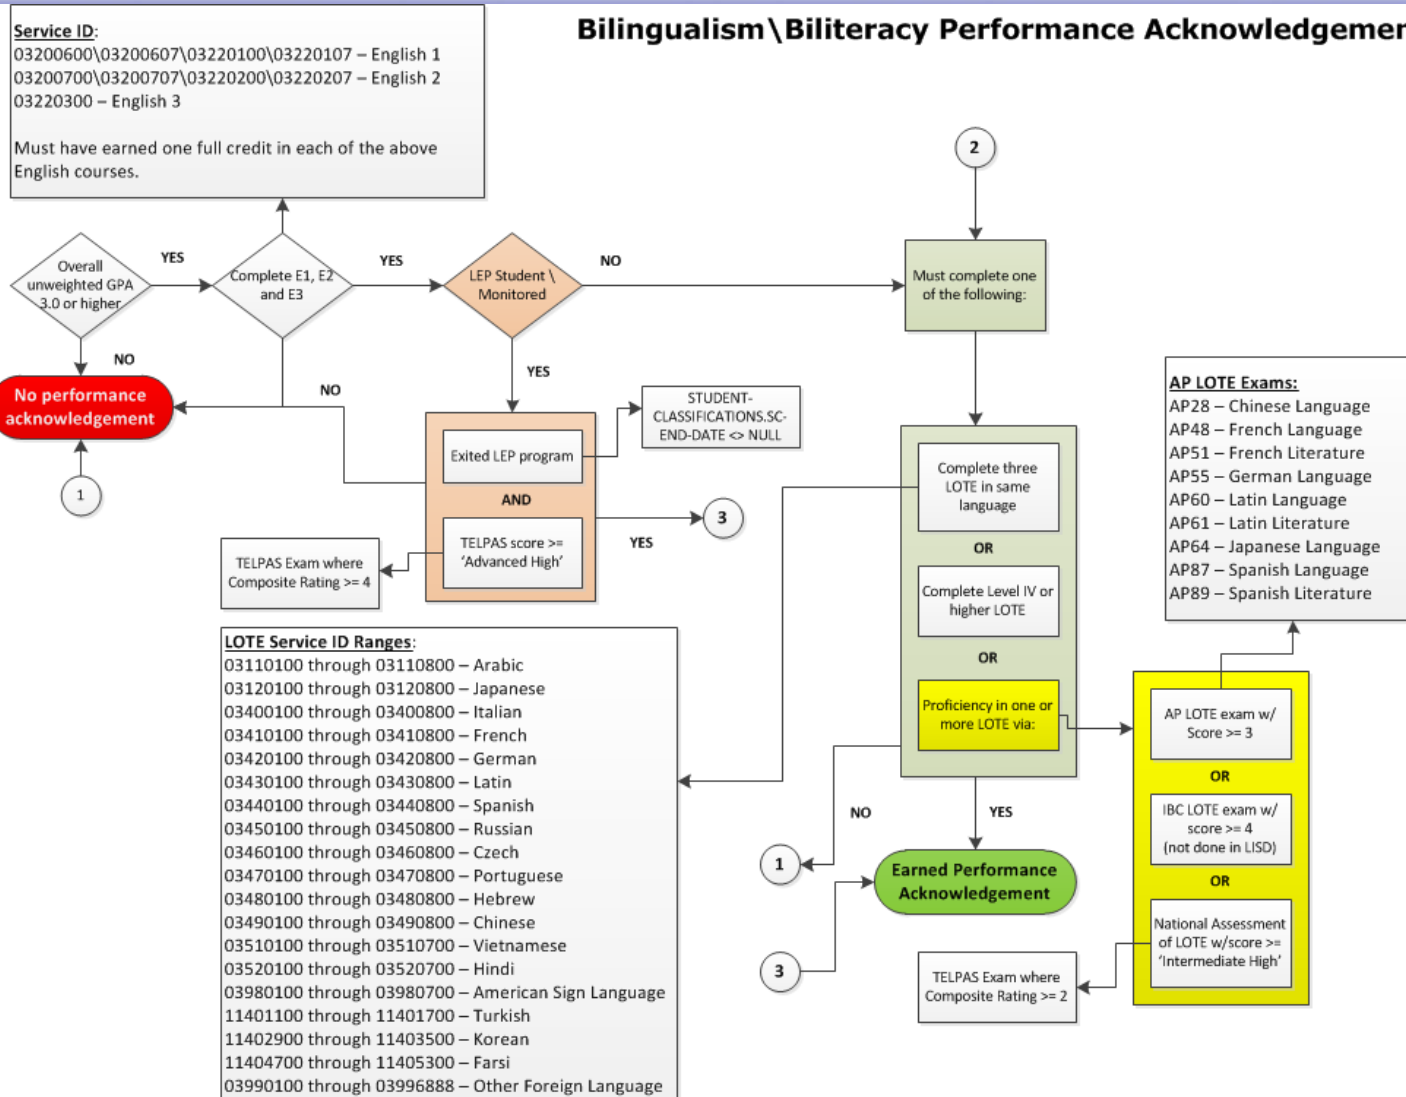 Bilingualism\Biliteracy Performance Acknowledgemen
Service ID:
03200600\03200607\03220100\03220107 – English 1
03200700\03200707\03220200\03220207 – English 2
03220300 – English 3
Must have earned one full credit in each of the above
English courses.
Overall
unweighted GPA
3.0 or higher
YES
NO
Complete E1, E2
and E3
YES
NO
LEP Student \
Monitored
NO
YES
No performance
acknowledgement
1
Exited LEP program
AND
TELPAS score >=
‘Advanced High’
STUDENT-
CLASSIFICATIONS.SC-
END-DATE <> NULL
YES
3
TELPAS Exam where
Composite Rating >= 4
2
Must complete one
of the following:
Complete three
LOTE in same
language
OR
Complete Level IV or
higher LOTE
OR
Proficiency in one or
more LOTE via:
NO
YES
1
Earned Performance
Acknowledgement
3
LOTE Service ID Ranges:
03110100 through 03110800 – Arabic
03120100 through 03120800 – Japanese
03400100 through 03400800 – Italian
03410100 through 03410800 – French
03420100 through 03420800 – German
03430100 through 03430800 – Latin
03440100 through 03440800 – Spanish
03450100 through 03450800 – Russian
03460100 through 03460800 – Czech
03470100 through 03470800 – Portuguese
03480100 through 03480800 – Hebrew
03490100 through 03490800 – Chinese
03510100 through 03510700 – Vietnamese
03520100 through 03520700 – Hindi
03980100 through 03980700 – American Sign Language
11401100 through 11401700 – Turkish
11402900 through 11403500 – Korean
11404700 through 11405300 – Farsi
03990100 through 03996888 – Other Foreign Language
AP LOTE Exams:
AP28 – Chinese Language
AP48 – French Language
AP51 – French Literature
AP55 – German Language
AP60 – Latin Language
AP61 – Latin Literature
AP64 – Japanese Language
AP87 – Spanish Language
AP89 – Spanish Literature
AP LOTE exam w/
Score >= 3
OR
IBC LOTE exam w/
score >= 4
(not done in LISD)
OR
National Assessment
of LOTE w/score >=
‘Intermediate High’
TELPAS Exam where
Composite Rating >= 2